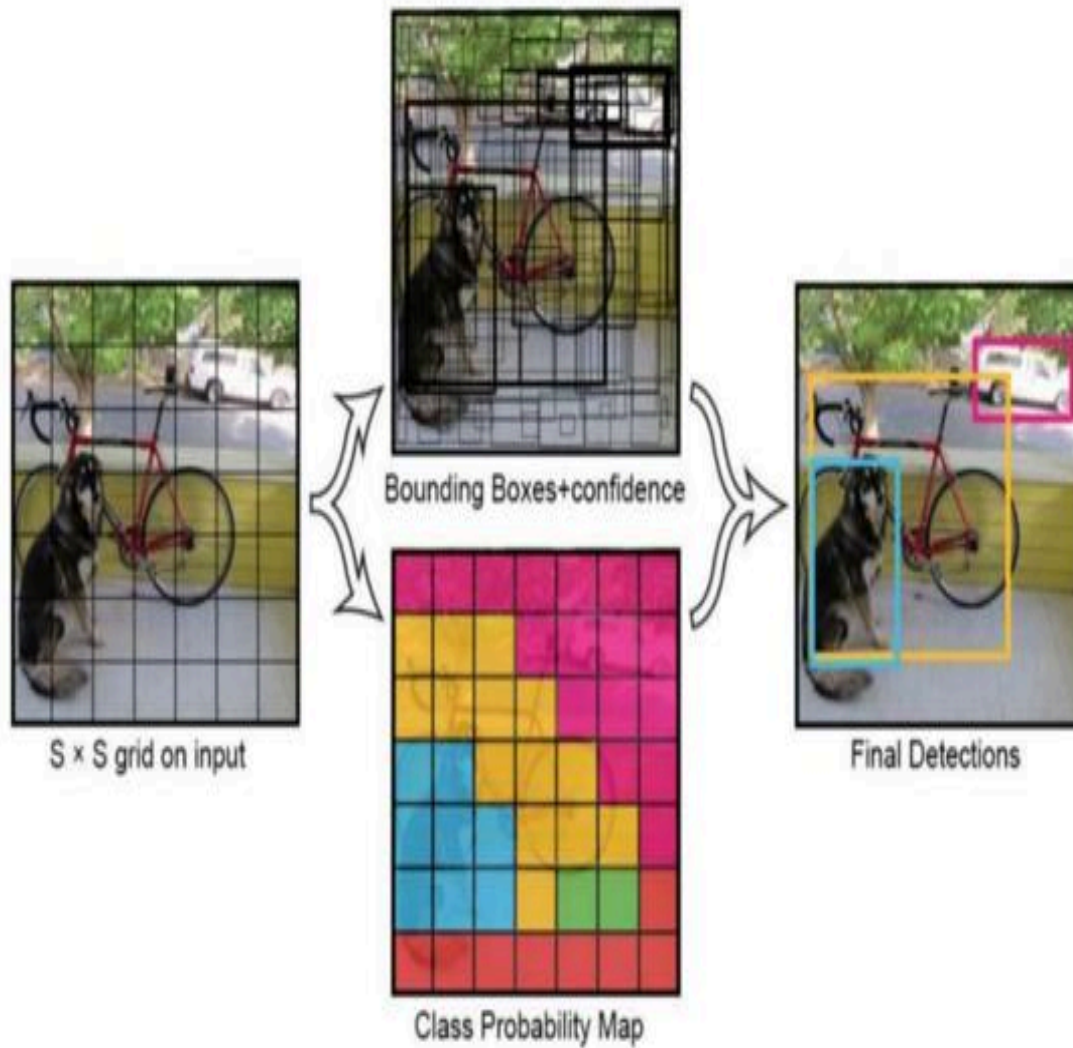 Bounding Boxes+confidence
S × S grid on input
Final Detections
Class Probability Map